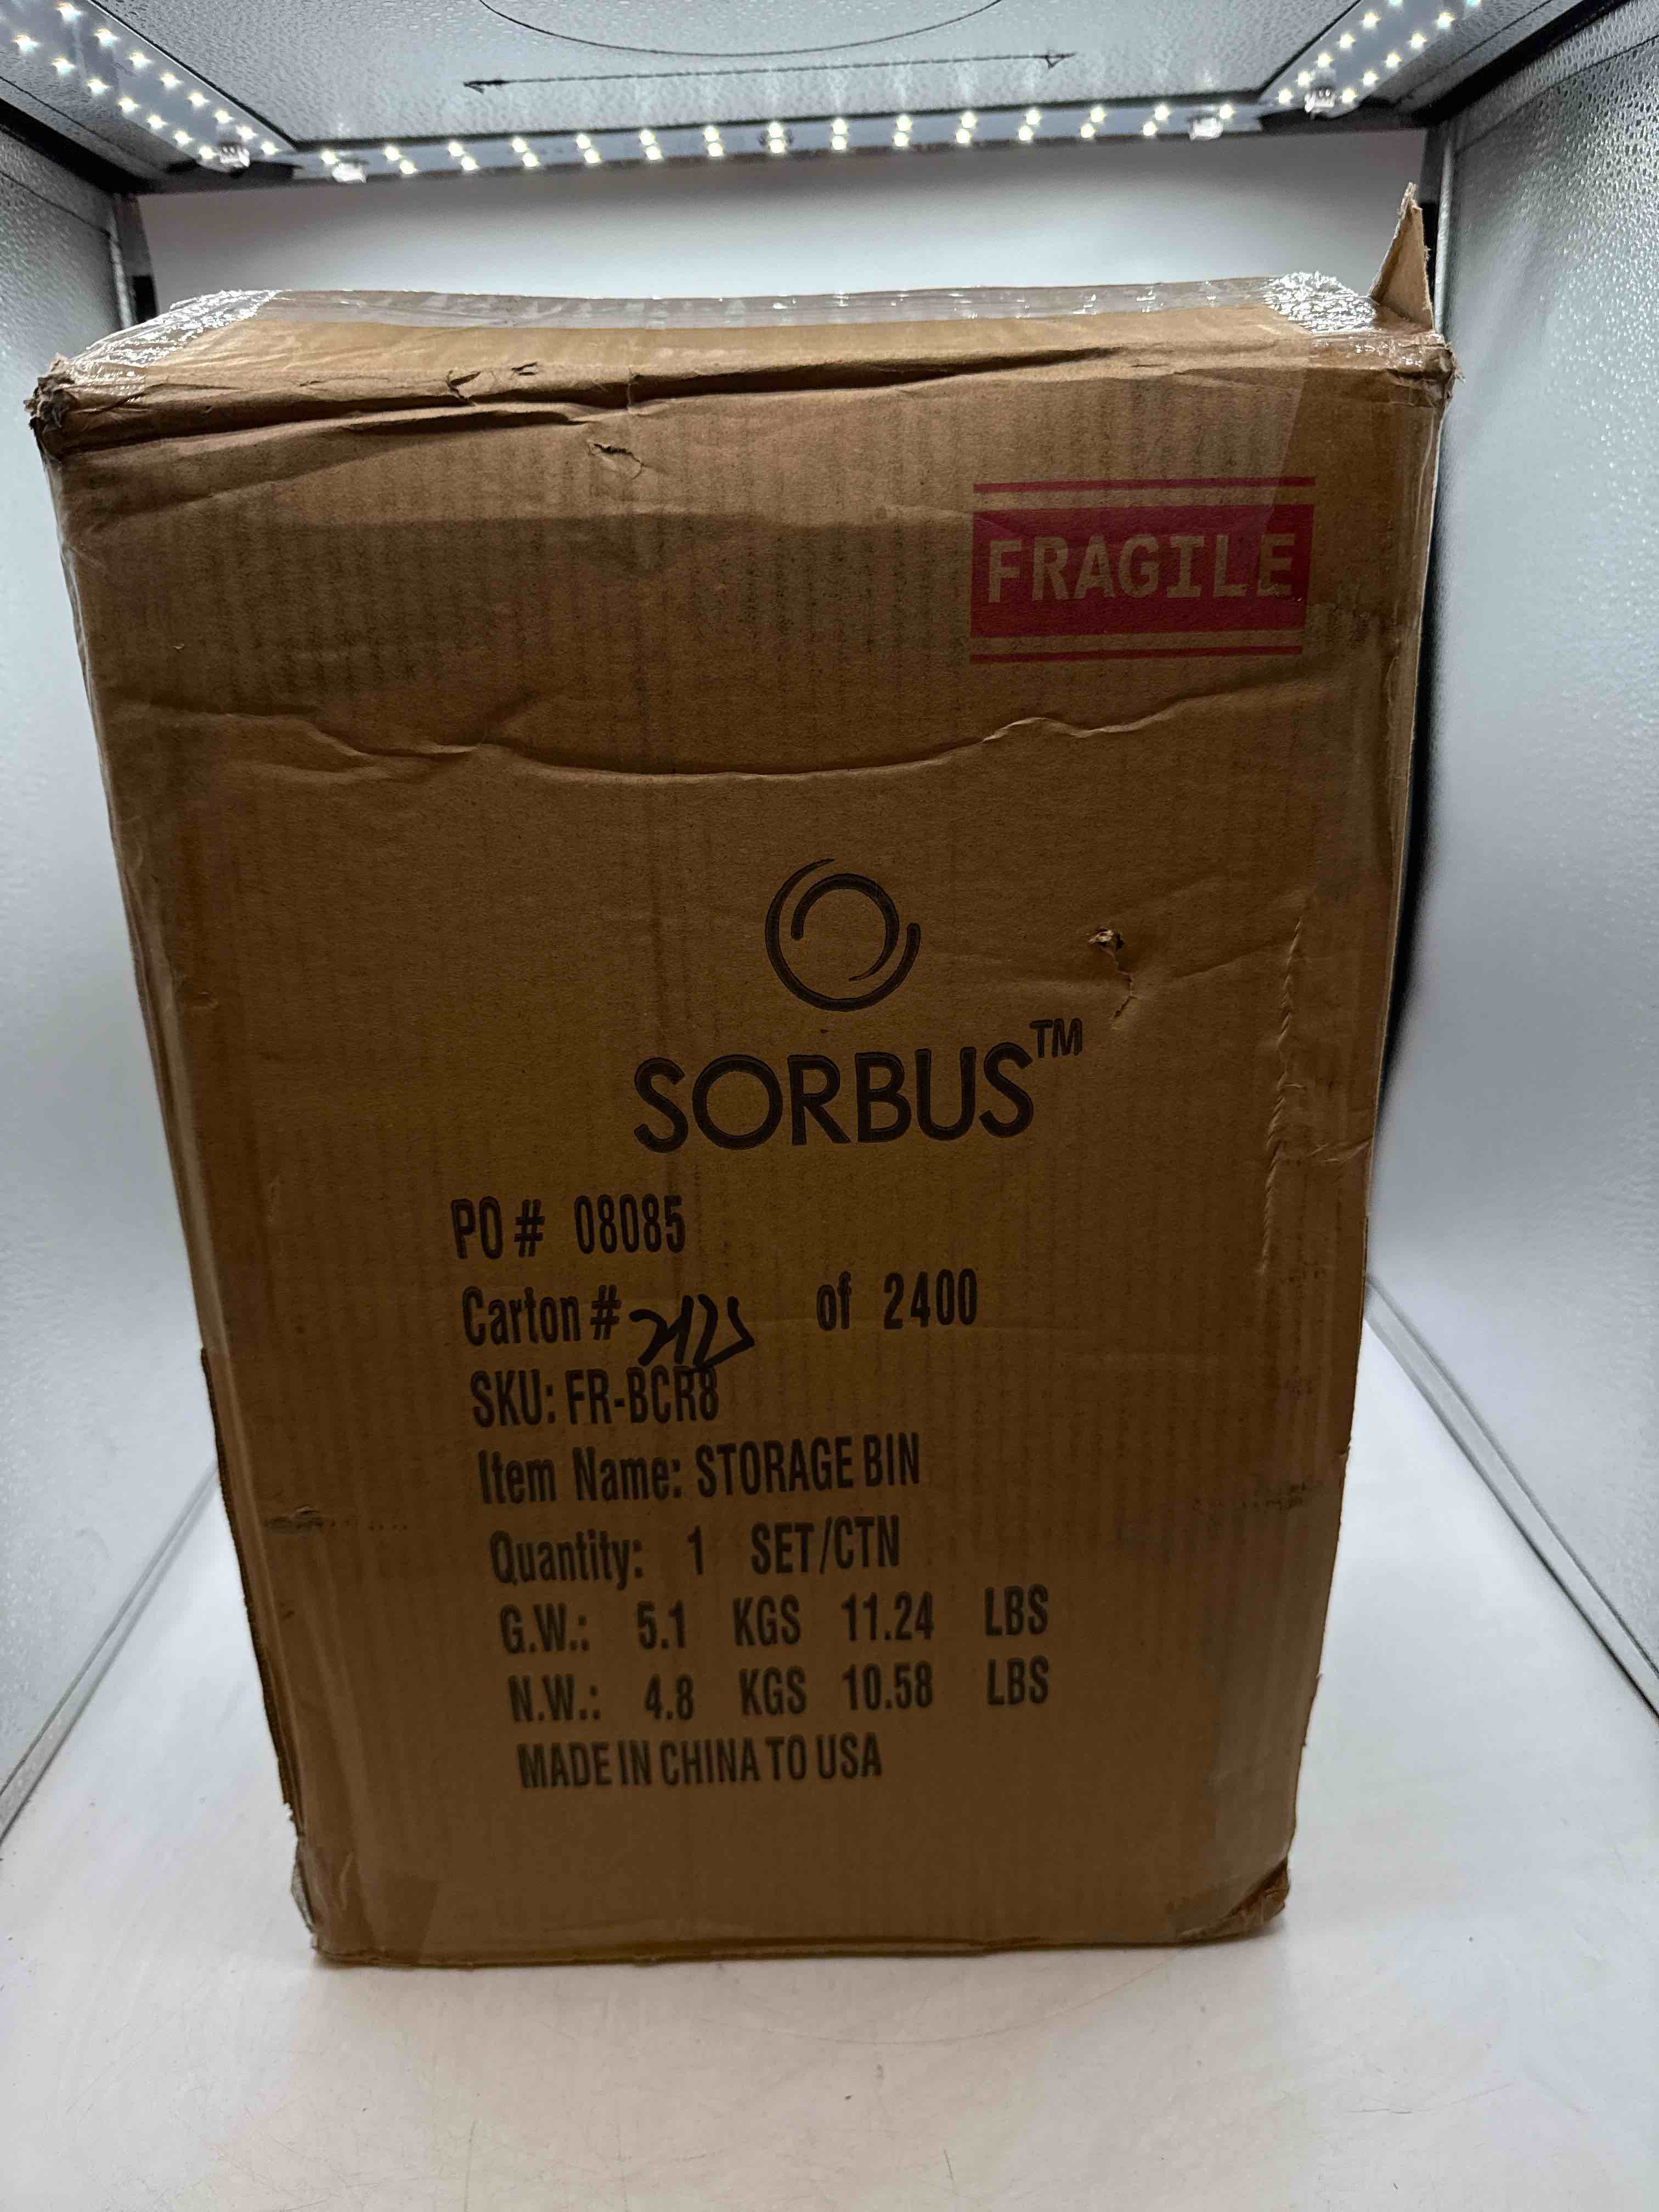 FRAGILE
SORBUS™
PO # 08085
Carton # of 2400
SKU: FR-BCR8
Item Name: STORAGE BIN
Quantity: 1 SET/CTN
G.W.: 5.1 KGS 11.24 LBS
N.W.: 4.8 KGS 10.58 LBS
MADE IN CHINA TO USA